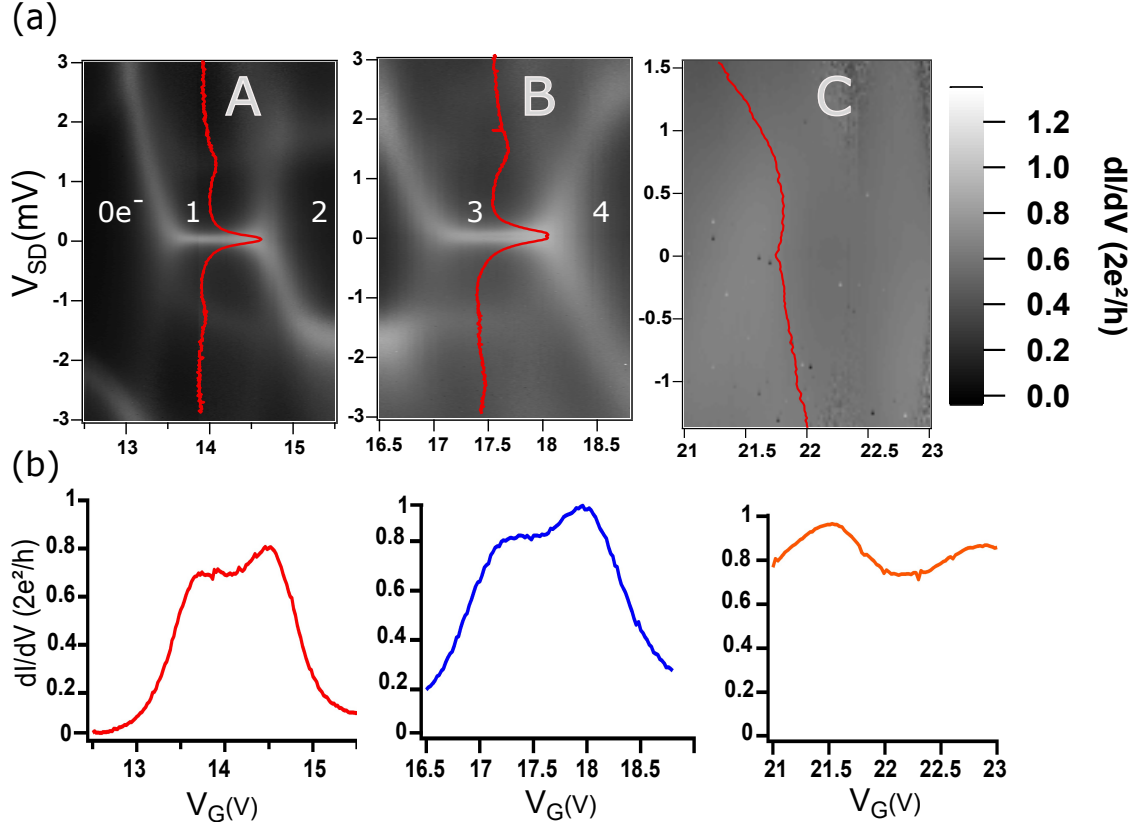 (a)
A
B
C
V_SD(mV)
3
2
1
0
-1
-2
-3
0e⁻ 1 2
13 14 15
3
2
1
0
-1
-2
-3
3 4
16.5 17 17.5 18 18.5
1.5
1
0.5
0
-0.5
-1
21 21.5 22 22.5 23
1.2
1.0
0.8
0.6
0.4
0.2
0.0
dI/dV (2e²/h)
(b)
dI/dV (2e²/h)
1
0.8
0.6
0.4
0.2
0
13 14 15
V_G(V)
1
0.8
0.6
0.4
0.2
0
16.5 17 17.5 18 18.5
V_G(V)
1
0.8
0.6
0.4
0.2
0
21 21.5 22 22.5 23
V_G(V)